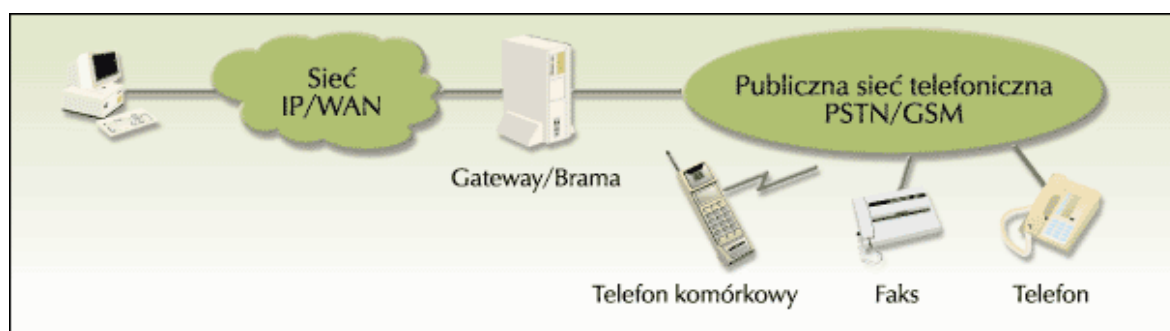 Sieć
IP/WAN
Gateway/Brama
Publiczna sieć telefoniczna
PSTN/GSM
Telefon komórkowy
Faks
Telefon